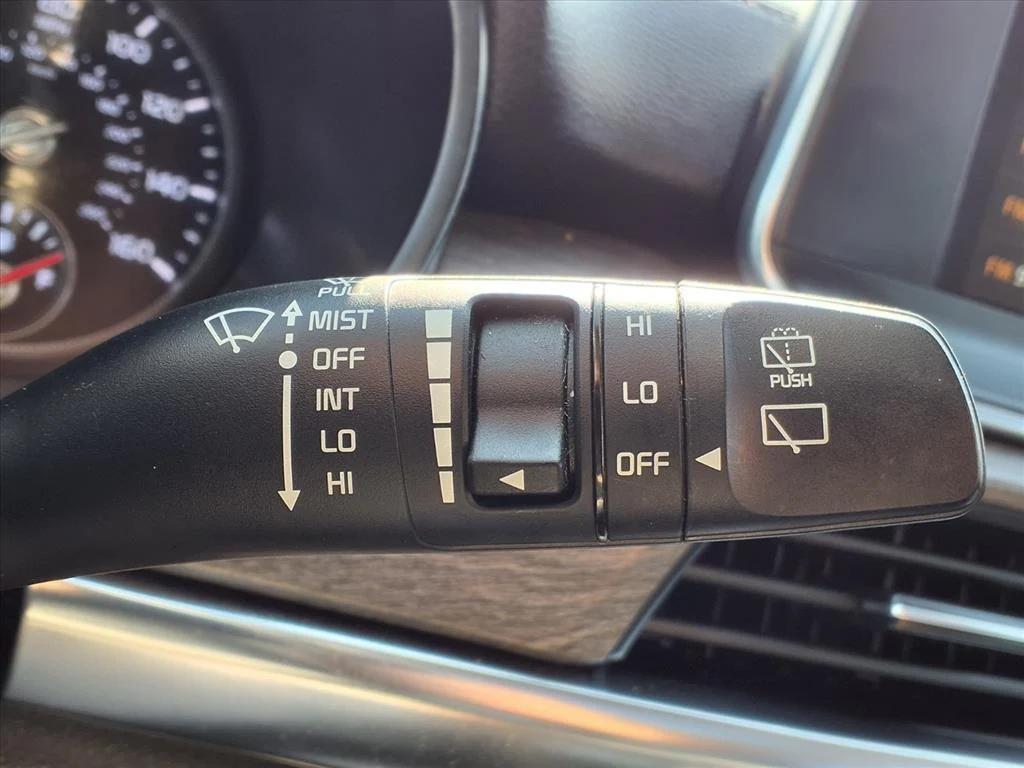 100
120
140
160
PULL
MIST
OFF
INT
LO
HI
HI
LO
OFF
PUSH